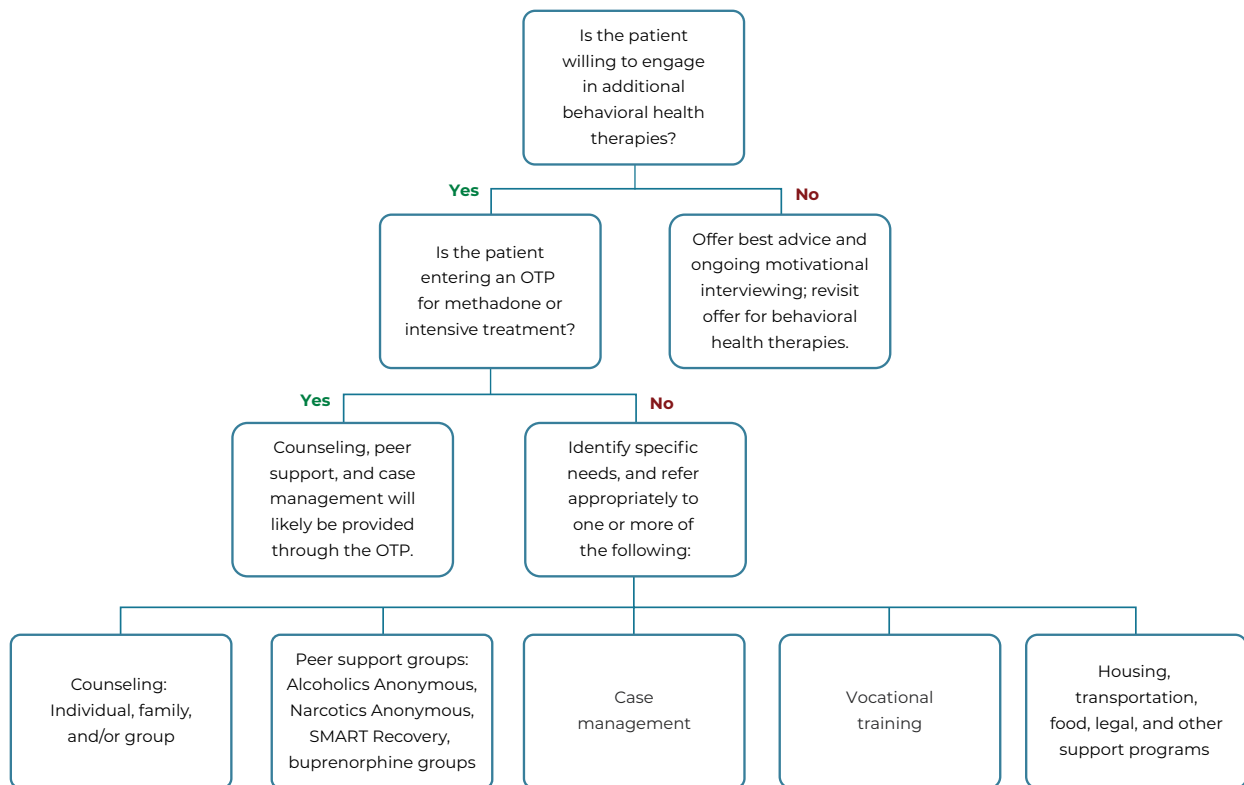 Is the patient
willing to engage
in additional
behavioral health
therapies?
Yes
No
Is the patient
entering an OTP
for methadone or
intensive treatment?
Offer best advice and
ongoing motivational
interviewing; revisit
offer for behavioral
health therapies.
Yes
No
Counseling, peer
support, and case
management will
likely be provided
through the OTP.
Identify specific
needs, and refer
appropriately to
one or more of
the following:
Counseling:
Individual, family,
and/or group
Peer support groups:
Alcoholics Anonymous,
Narcotics Anonymous,
SMART Recovery,
buprenorphine groups
Case
management
Vocational
training
Housing,
transportation,
food, legal, and other
support programs